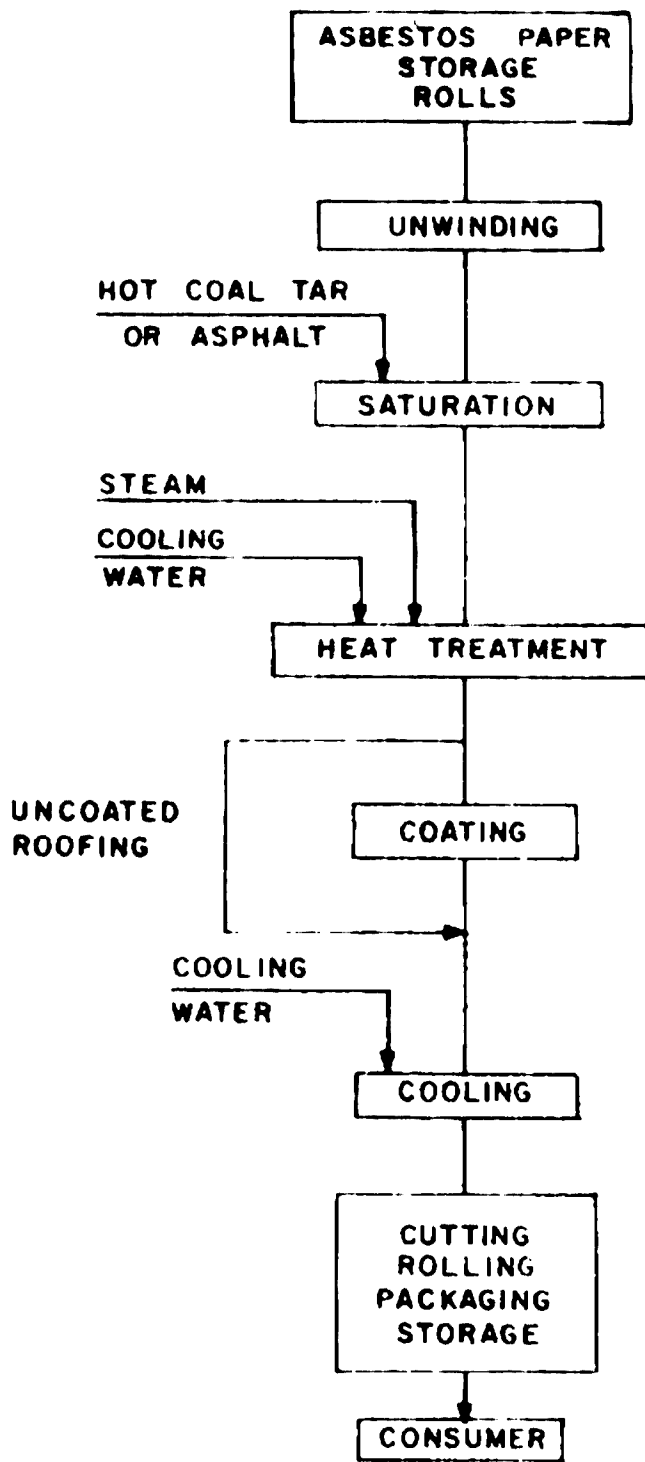 ASBESTOS PAPER
STORAGE
ROLLS
UNWINDING
HOT COAL TAR
OR ASPHALT
SATURATION
STEAM
COOLING
WATER
HEAT TREATMENT
UNCOATED
ROOFING
COATING
COOLING
WATER
COOLING
CUTTING
ROLLING
PACKAGING
STORAGE
CONSUMER